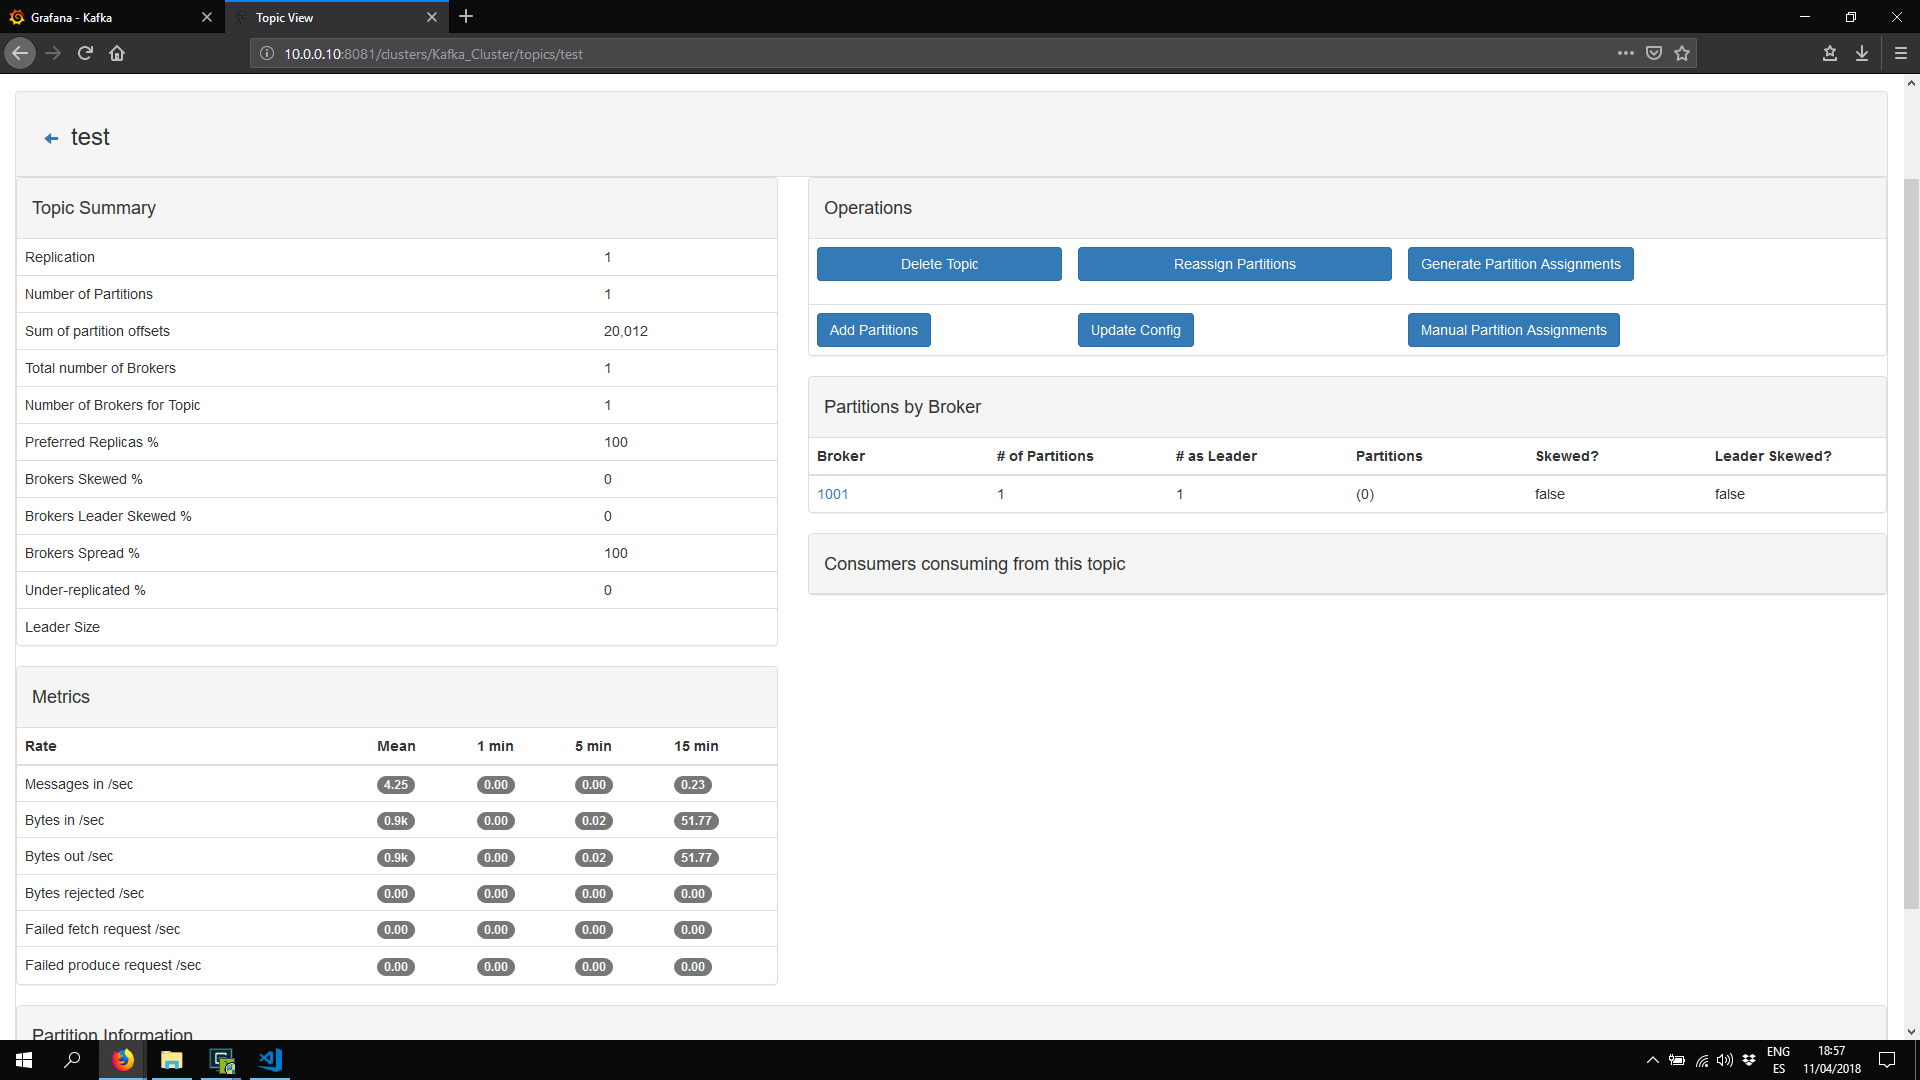 Grafana - Kafka
Topic View
10.0.0.10:8081/clusters/Kafka_Cluster/topics/test
test
Topic Summary
Replication 1
Number of Partitions 1
Sum of partition offsets 20,012
Total number of Brokers 1
Number of Brokers for Topic 1
Preferred Replicas % 100
Brokers Skewed % 0
Brokers Leader Skewed % 0
Brokers Spread % 100
Under-replicated % 0
Leader Size
Metrics
Rate Mean 1 min 5 min 15 min
Messages in /sec 4.25 0.00 0.00 0.23
Bytes in /sec 0.9k 0.00 0.02 51.77
Bytes out /sec 0.9k 0.00 0.02 51.77
Bytes rejected /sec 0.00 0.00 0.00 0.00
Failed fetch request /sec 0.00 0.00 0.00 0.00
Failed produce request /sec 0.00 0.00 0.00 0.00
Operations
Delete Topic Reassign Partitions Generate Partition Assignments
Add Partitions Update Config Manual Partition Assignments
Partitions by Broker
Broker # of Partitions # as Leader Partitions Skewed? Leader Skewed?
1001 1 1 (0) false false
Consumers consuming from this topic
Partition Information
ENG 18:57
ES 11/04/2018